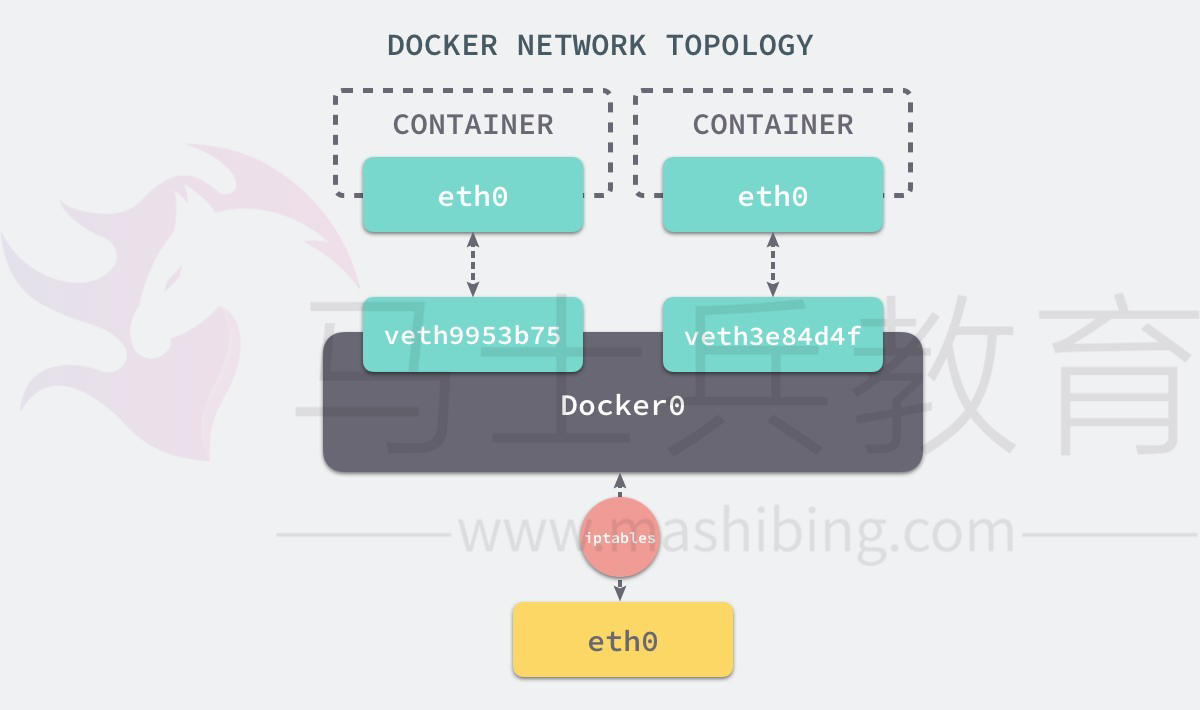 DOCKER NETWORK TOPOLOGY
CONTAINER
CONTAINER
eth0
eth0
veth9953b75
veth3e84d4f
马士兵教育
Docker0
www.mashibing.com
iptables
eth0